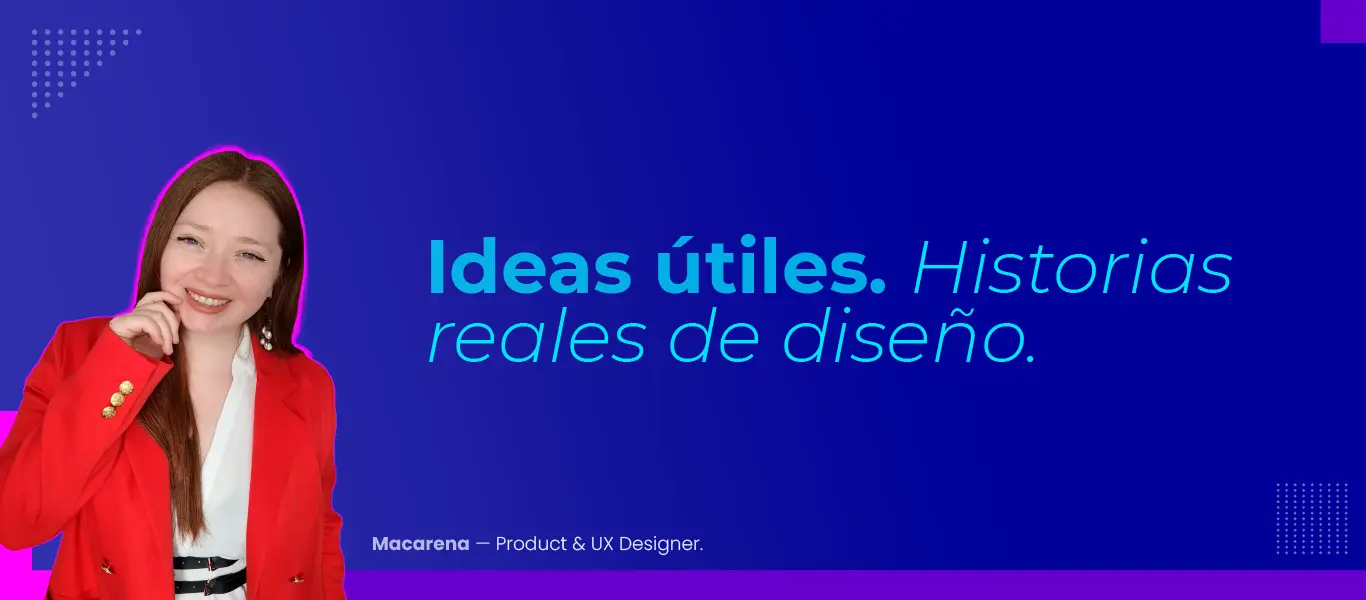 Ideas útiles. Historias
reales de diseño.
Macarena — Product & UX Designer.